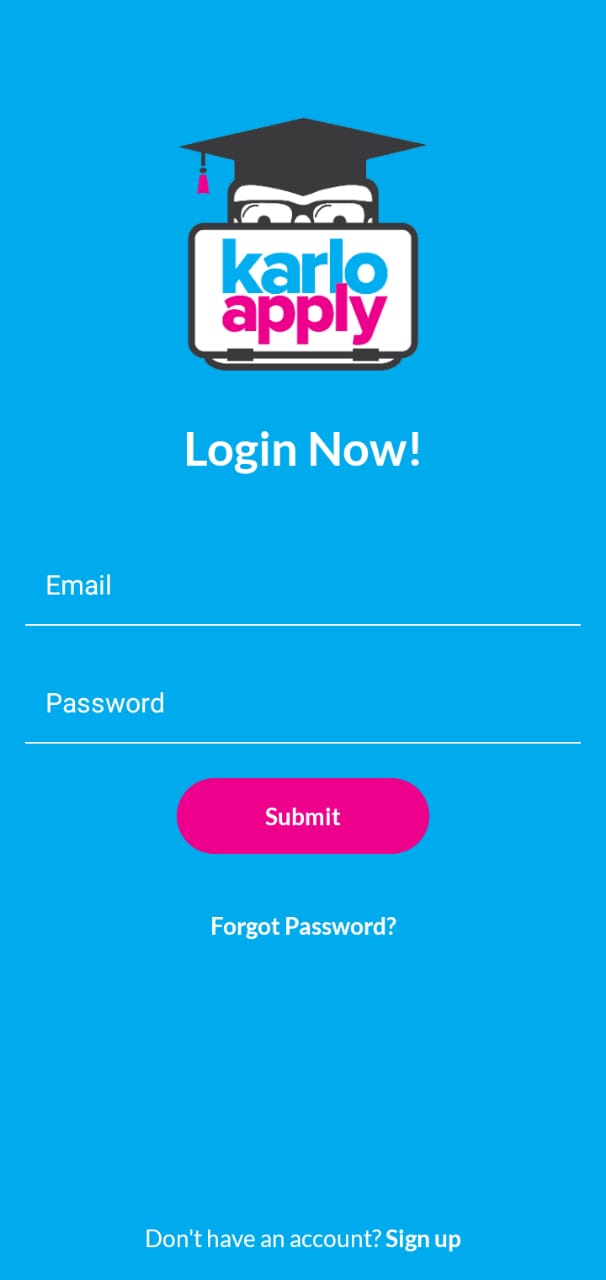 karlo
apply
Login Now!
Email
Password
Submit
Forgot Password?
Don't have an account? Sign up